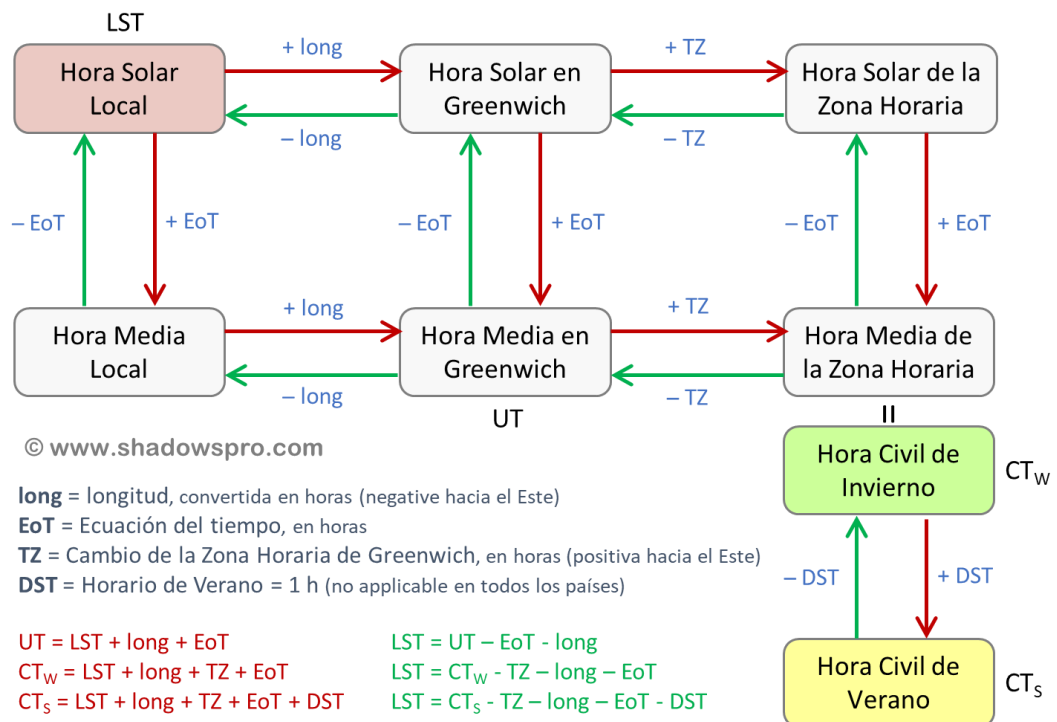 LST
Hora Solar
Local
+ long
– long
Hora Solar en
Greenwich
+ TZ
– TZ
Hora Solar de la
Zona Horaria
– EoT
+ EoT
– EoT
+ EoT
– EoT
+ EoT
Hora Media
Local
+ long
– long
Hora Media en
Greenwich
UT
+ TZ
– TZ
Hora Media de
la Zona Horaria
=
© www.shadowspro.com
Hora Civil de
Invierno
CTW
– DST
+ DST
Hora Civil de
Verano
CTS
long = longitud, convertida en horas (negative hacia el Este)
EoT = Ecuación del tiempo, en horas
TZ = Cambio de la Zona Horaria de Greenwich, en horas (positiva hacia el Este)
DST = Horario de Verano = 1 h (no applicable en todos los países)
UT = LST + long + EoT
CTW = LST + long + TZ + EoT
CTS = LST + long + TZ + EoT + DST
LST = UT – EoT - long
LST = CTW - TZ – long – EoT
LST = CTS - TZ – long – EoT - DST